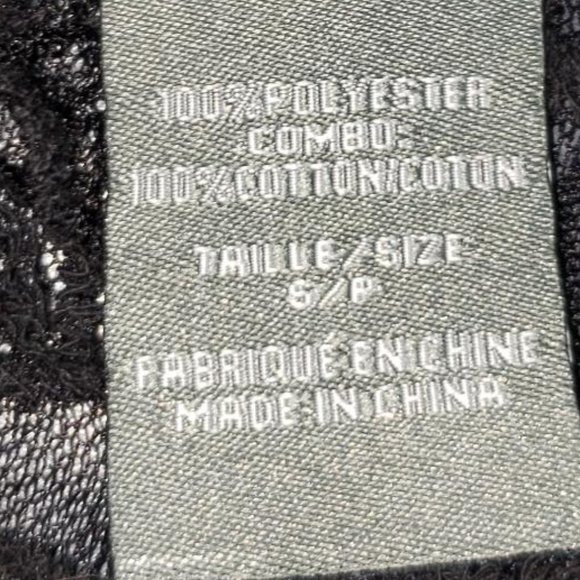 100% POLYESTER
COMBO:
100% COTTON/COTON
TAILLE/SIZE
S/P
FABRIQUÉ EN CHINE
MADE IN CHINA